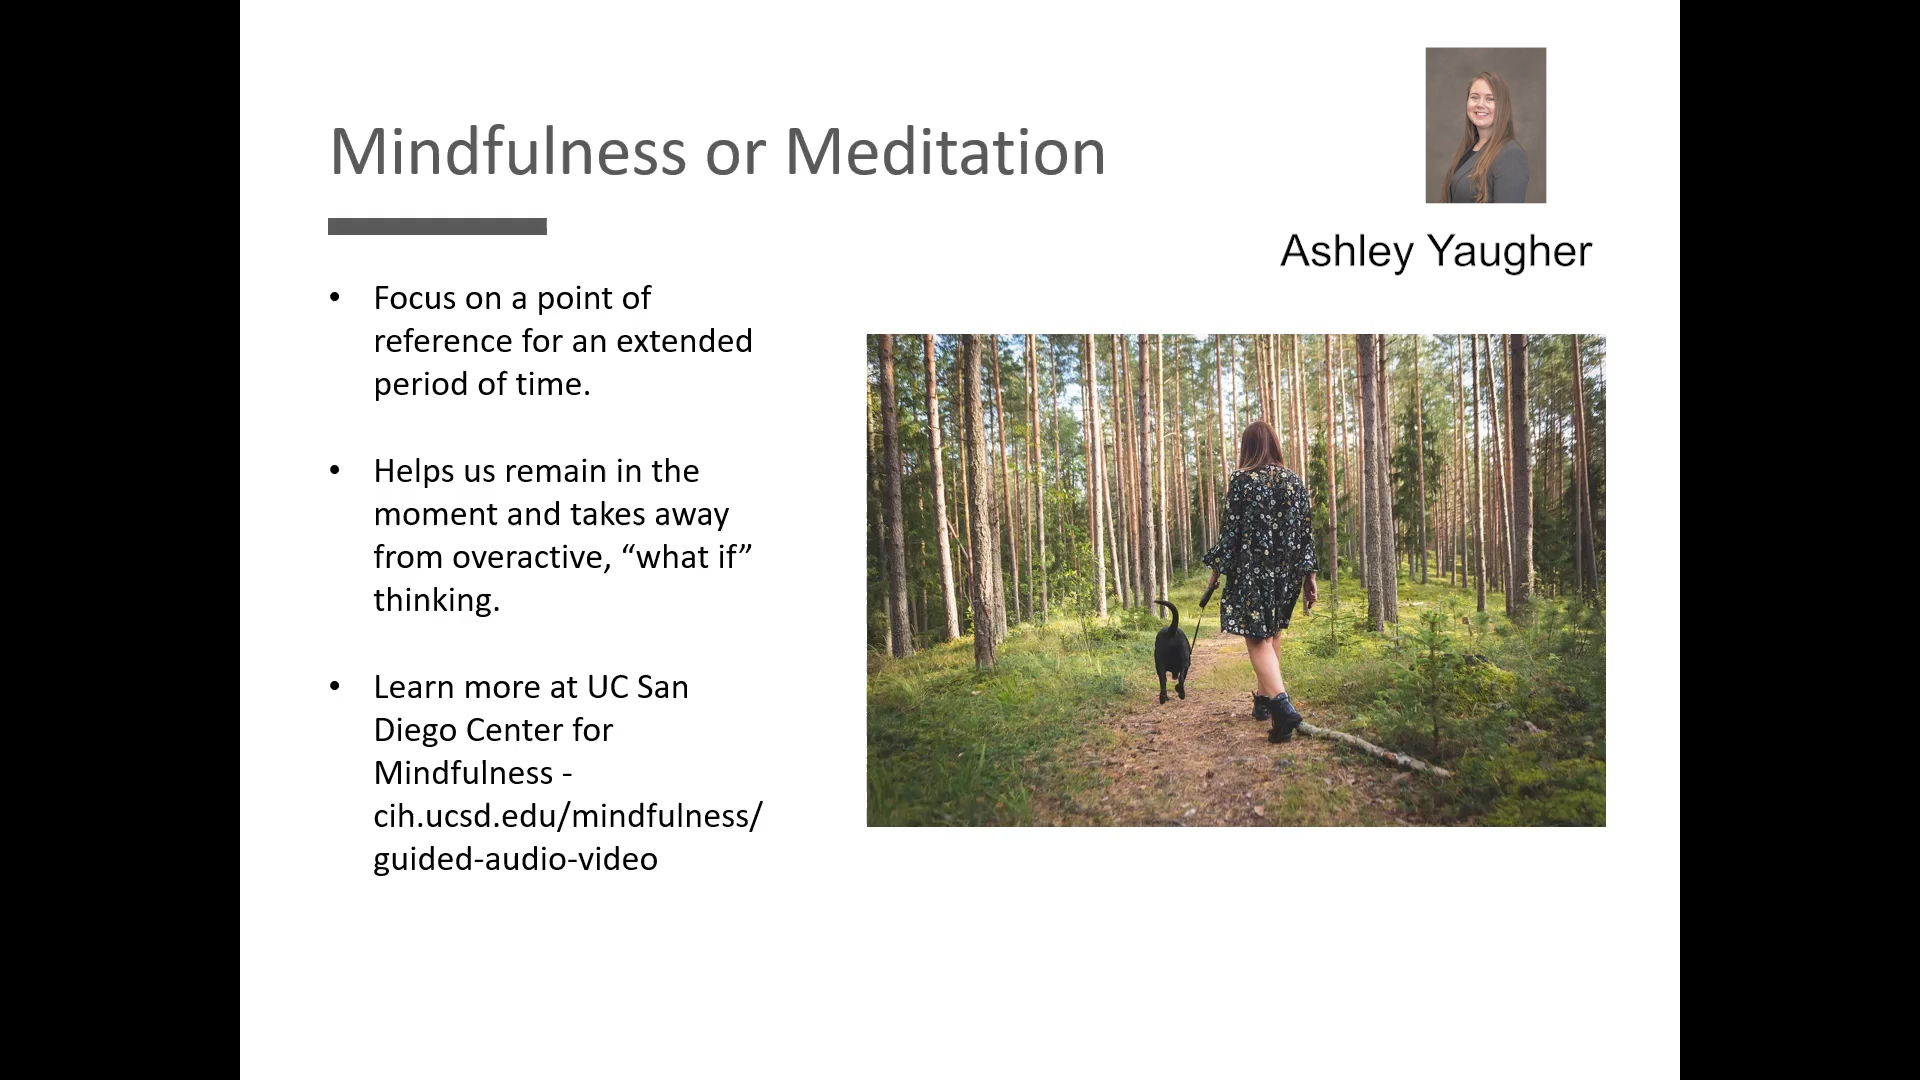 Mindfulness or Meditation
Ashley Yaugher
• Focus on a point of
reference for an extended
period of time.
• Helps us remain in the
moment and takes away
from overactive, “what if”
thinking.
• Learn more at UC San
Diego Center for
Mindfulness -
cih.ucsd.edu/mindfulness/
guided-audio-video